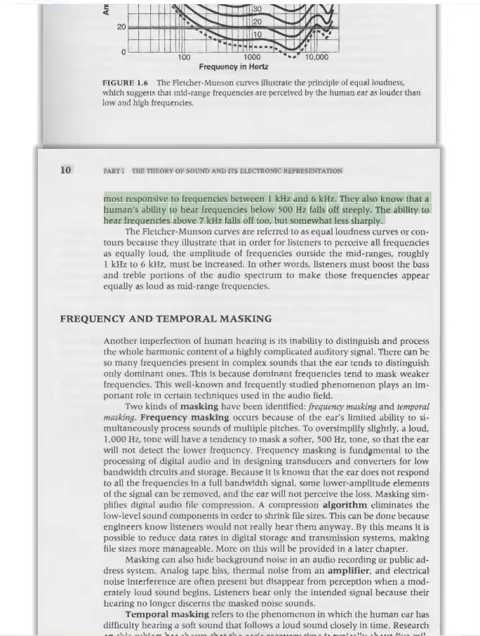 An
30
20
20
10
0
100 1000 10,000
Frequency in Hertz
FIGURE 1.6 The Fletcher-Munson curves illustrate the principle of equal loudness,
which suggests that mid-range frequencies are perceived by the human ear as louder than
low and high frequencies.
10 PART I THE THEORY OF SOUND AND ITS ELECTRONIC REPRESENTATION
most responsive to frequencies between 1 kHz and 6 kHz. They also know that a
human's ability to hear frequencies below 500 Hz falls off steeply. The ability to
hear frequencies above 7 kHz falls off too, but somewhat less sharply.
The Fletcher-Munson curves are referred to as equal loudness curves or con-
tours because they illustrate that in order for listeners to perceive all frequencies
as equally loud, the amplitude of frequencies outside the mid-ranges, roughly
1 kHz to 6 kHz, must be increased. In other words, listeners must boost the bass
and treble portions of the audio spectrum to make those frequencies appear
equally as loud as mid-range frequencies.
FREQUENCY AND TEMPORAL MASKING
Another imperfection of human hearing is its inability to distinguish and process
the whole harmonic content of a highly complicated auditory signal. There can be
so many frequencies present in complex sounds that the ear tends to distinguish
only dominant ones. This is because dominant frequencies tend to mask weaker
frequencies. This well-known and frequently studied phenomenon plays an im-
portant role in certain techniques used in the audio field.
Two kinds of masking have been identified: frequency masking and temporal
masking. Frequency masking occurs because of the ear's limited ability to si-
multaneously process sounds of multiple pitches. To oversimplify slightly, a loud,
1,000 Hz, tone will have a tendency to mask a softer, 500 Hz, tone, so that the ear
will not detect the lower frequency. Frequency masking is fundamental to the
processing of digital audio and in designing transducers and converters for low
bandwidth circuits and storage. Because it is known that the ear does not respond
to all the frequencies in a full bandwidth signal, some lower-amplitude elements
of the signal can be removed, and the ear will not perceive the loss. Masking sim-
plifies digital audio file compression. A compression algorithm eliminates the
low-level sound components in order to shrink file sizes. This can be done because
engineers know listeners would not really hear them anyway. By this means it is
possible to reduce data rates in digital storage and transmission systems, making
file sizes more manageable. More on this will be provided in a later chapter.
Masking can also hide background noise in an audio recording or public ad-
dress system. Analog tape hiss, thermal noise from an amplifier, and electrical
noise interference are often present but disappear from perception when a mod-
erately loud sound begins. Listeners hear only the intended signal because their
hearing no longer discerns the masked noise sounds.
Temporal masking refers to the phenomenon in which the human ear has
difficulty hearing a soft sound that follows a loud sound closely in time. Research